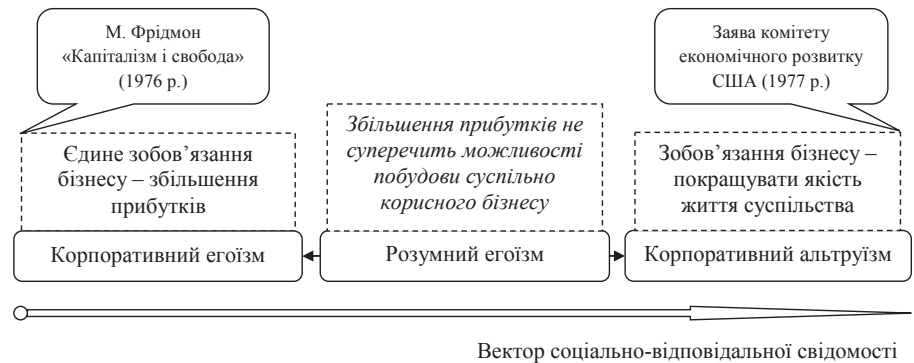 М. Фрідмон
«Капіталізм і свобода»
(1976 р.)
Заява комітету
економічного розвитку
США (1977 р.)
Єдине зобов’язання
бізнесу – збільшення
прибутків
Збільшення прибутків не
суперечить можливості
побудови суспільно
корисного бізнесу
Зобов’язання бізнесу –
покращувати якість
життя суспільства
Корпоративний егоїзм
Розумний егоїзм
Корпоративний альтруїзм
Вектор соціально-відповідальної свідомості